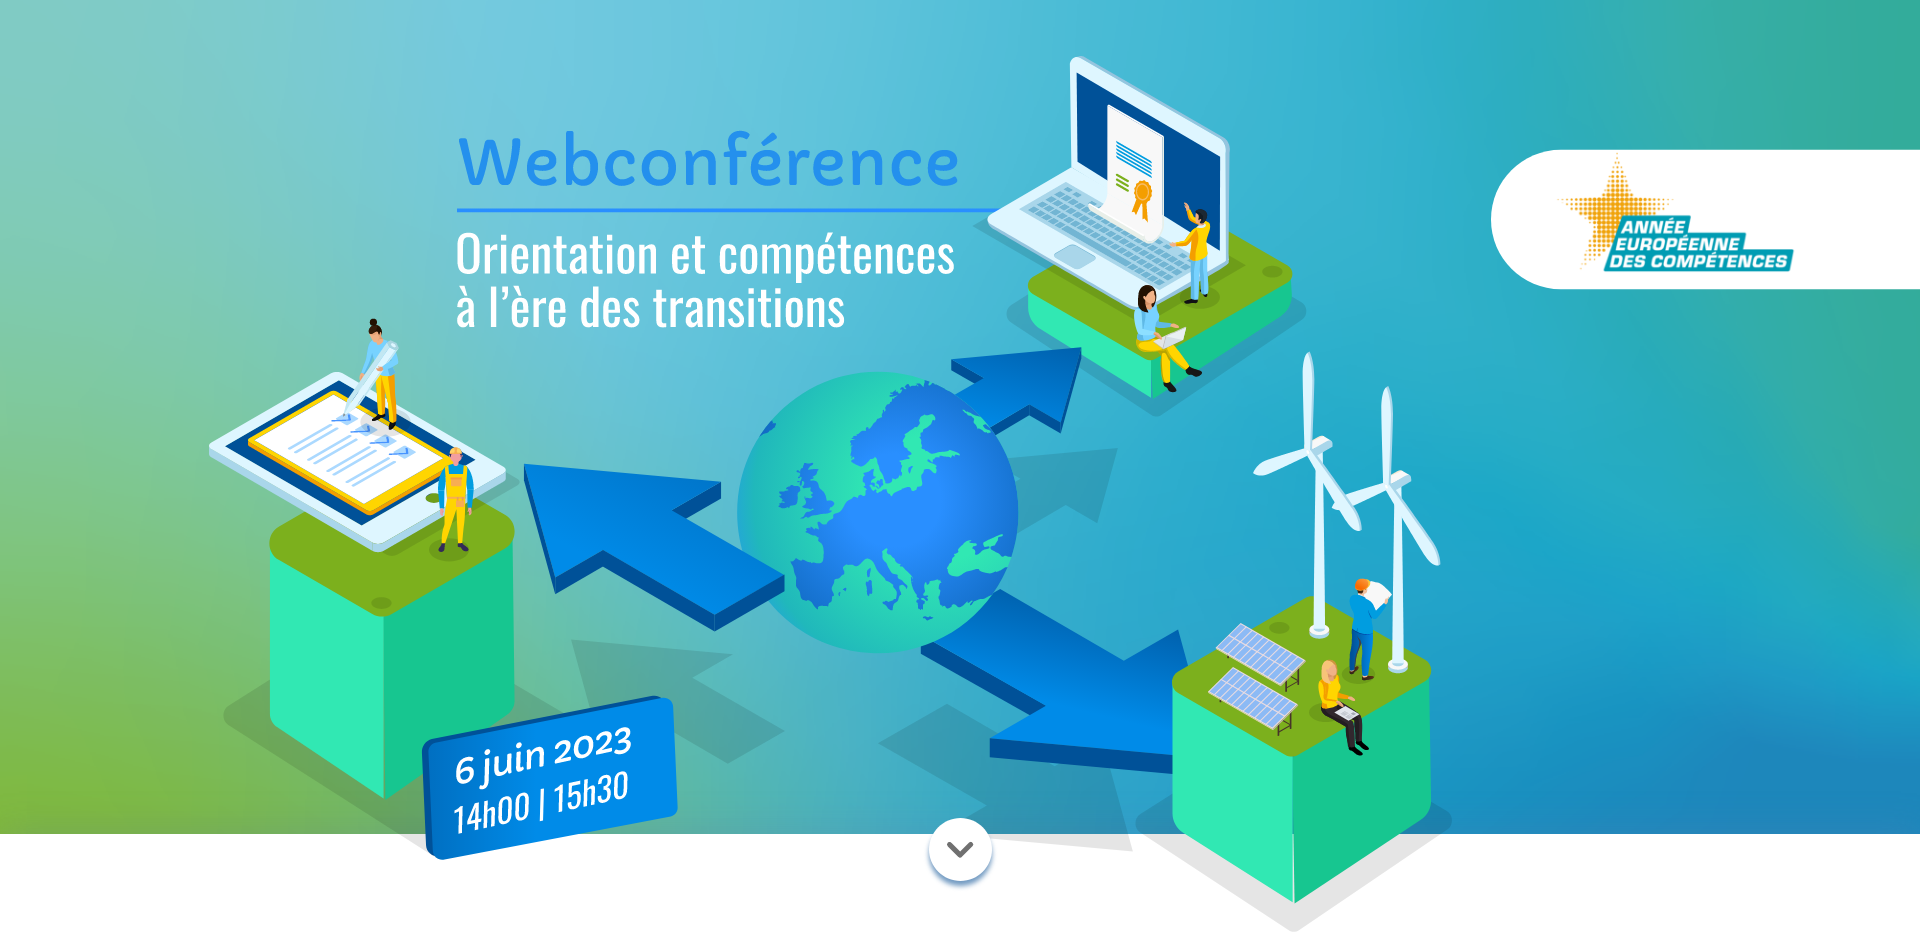 Webconférence
Orientation et compétences
à l’ère des transitions
ANNÉE
EUROPÉENNE
DES COMPÉTENCES
6 juin 2023
14h00 | 15h30